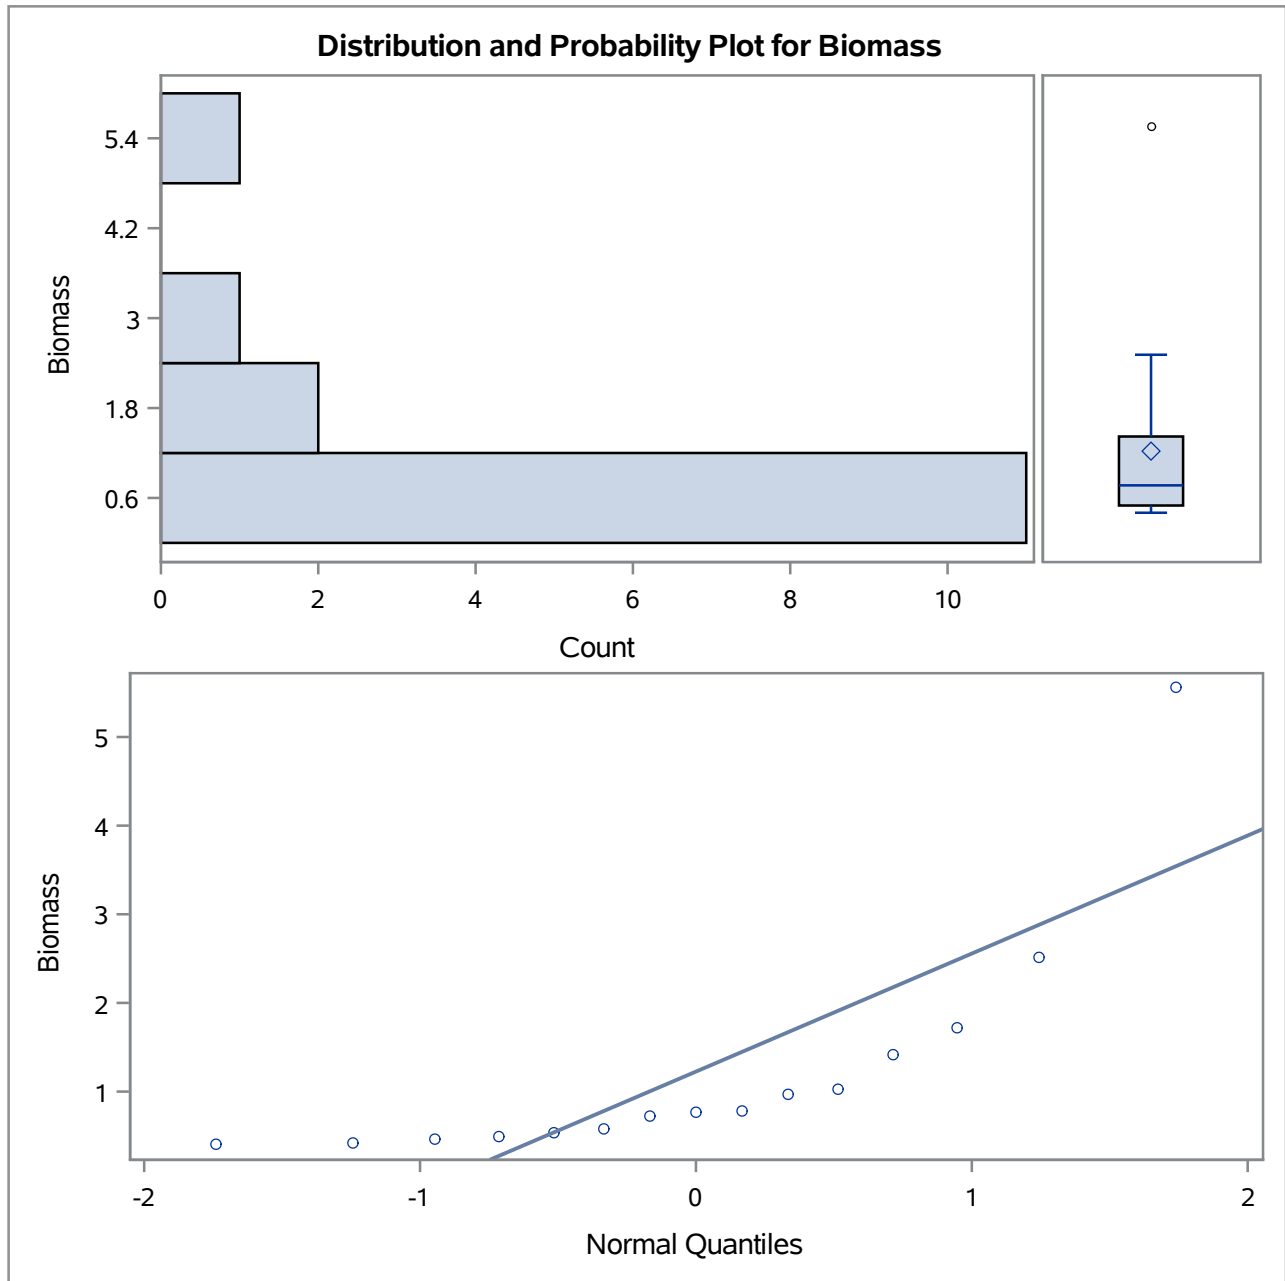 Distribution and Probability Plot for Biomass
5.4
4.2
3
1.8
0.6
Biomass
0 2 4 6 8 10
Count
5
4
3
2
1
Biomass
-2 -1 0 1 2
Normal Quantiles